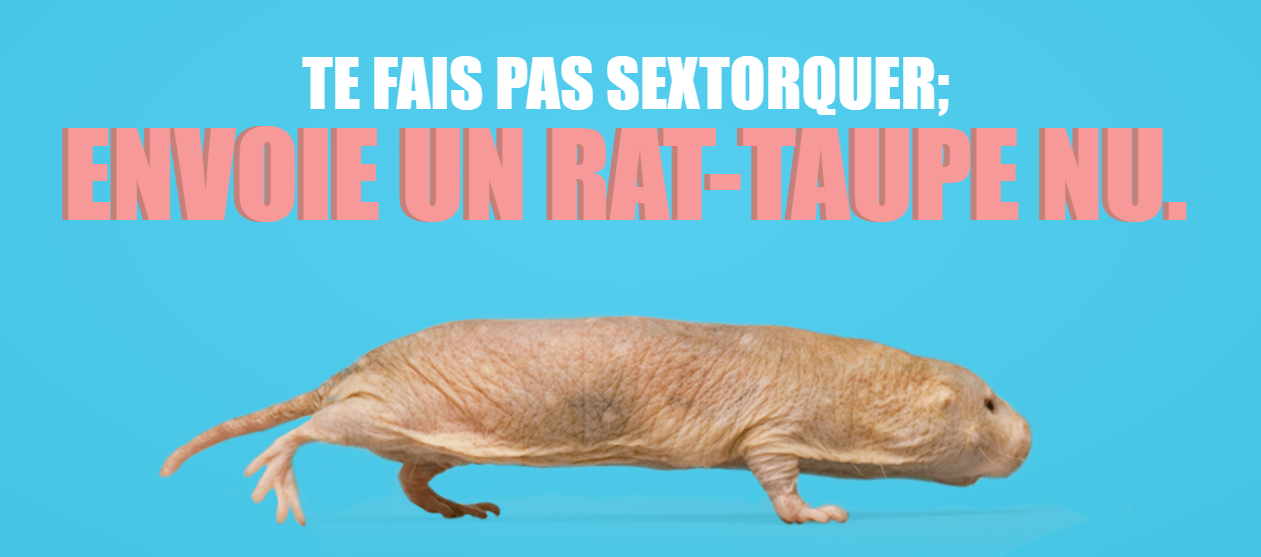 TE FAIS PAS SEXTORQUER;
ENVOIE UN RAT-TAUPE NU.